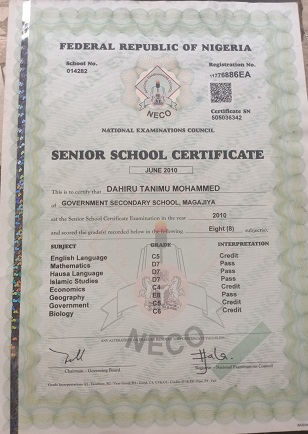 FEDERAL REPUBLIC OF NIGERIA
School No. Registration No.
014282 11776886EA
NECO
Certificate SN
508036342
NATIONAL EXAMINATIONS COUNCIL
SENIOR SCHOOL CERTIFICATE
JUNE 2010
This is to certify that DAHIRU TANIMU MOHAMMED
of GOVERNMENT SECONDARY SCHOOL, MAGAJIYA
sat the Senior School Certificate Examination in the year 2010
and scored the grade(s) recorded below in the following Eight (8) subject(s).
SUBJECT GRADE INTERPRETATION
English Language C5 Credit
Mathematics D7 Pass
Hausa Language D7 Pass
Islamic Studies D7 Pass
Economics C4 Credit
Geography E8 Pass
Government C5 Credit
Biology C6 Credit
NECO
Chairman - Governing Board Registrar - National Examinations Council